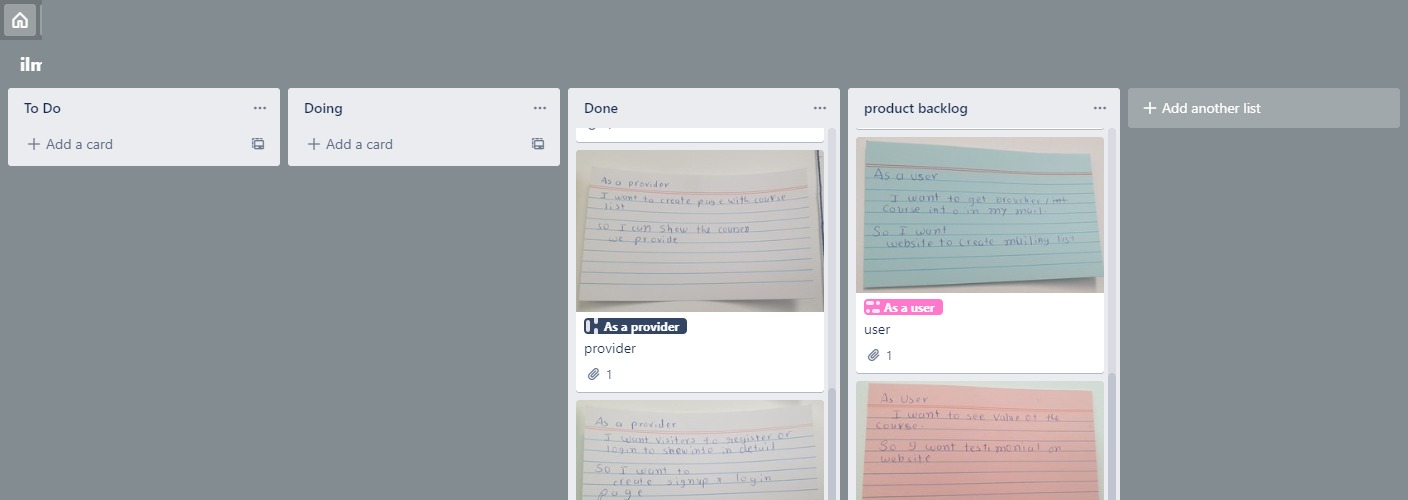 ilm
To Do
Add a card
Doing
Add a card
Done
As a provider
I want to create page with course
list
so I can show the courses
we provide
As a provider
provider
1
As a provider
I want visitors to register or
login to shew info in detail
So I want to
create signup & login
page
product backlog
As a user
I want to get broucher / int
Course info in my mail.
So I want
website to create mailing list
As a user
user
1
As User
I want to see Value of the
course.
So I want testimonial on
website
Add another list